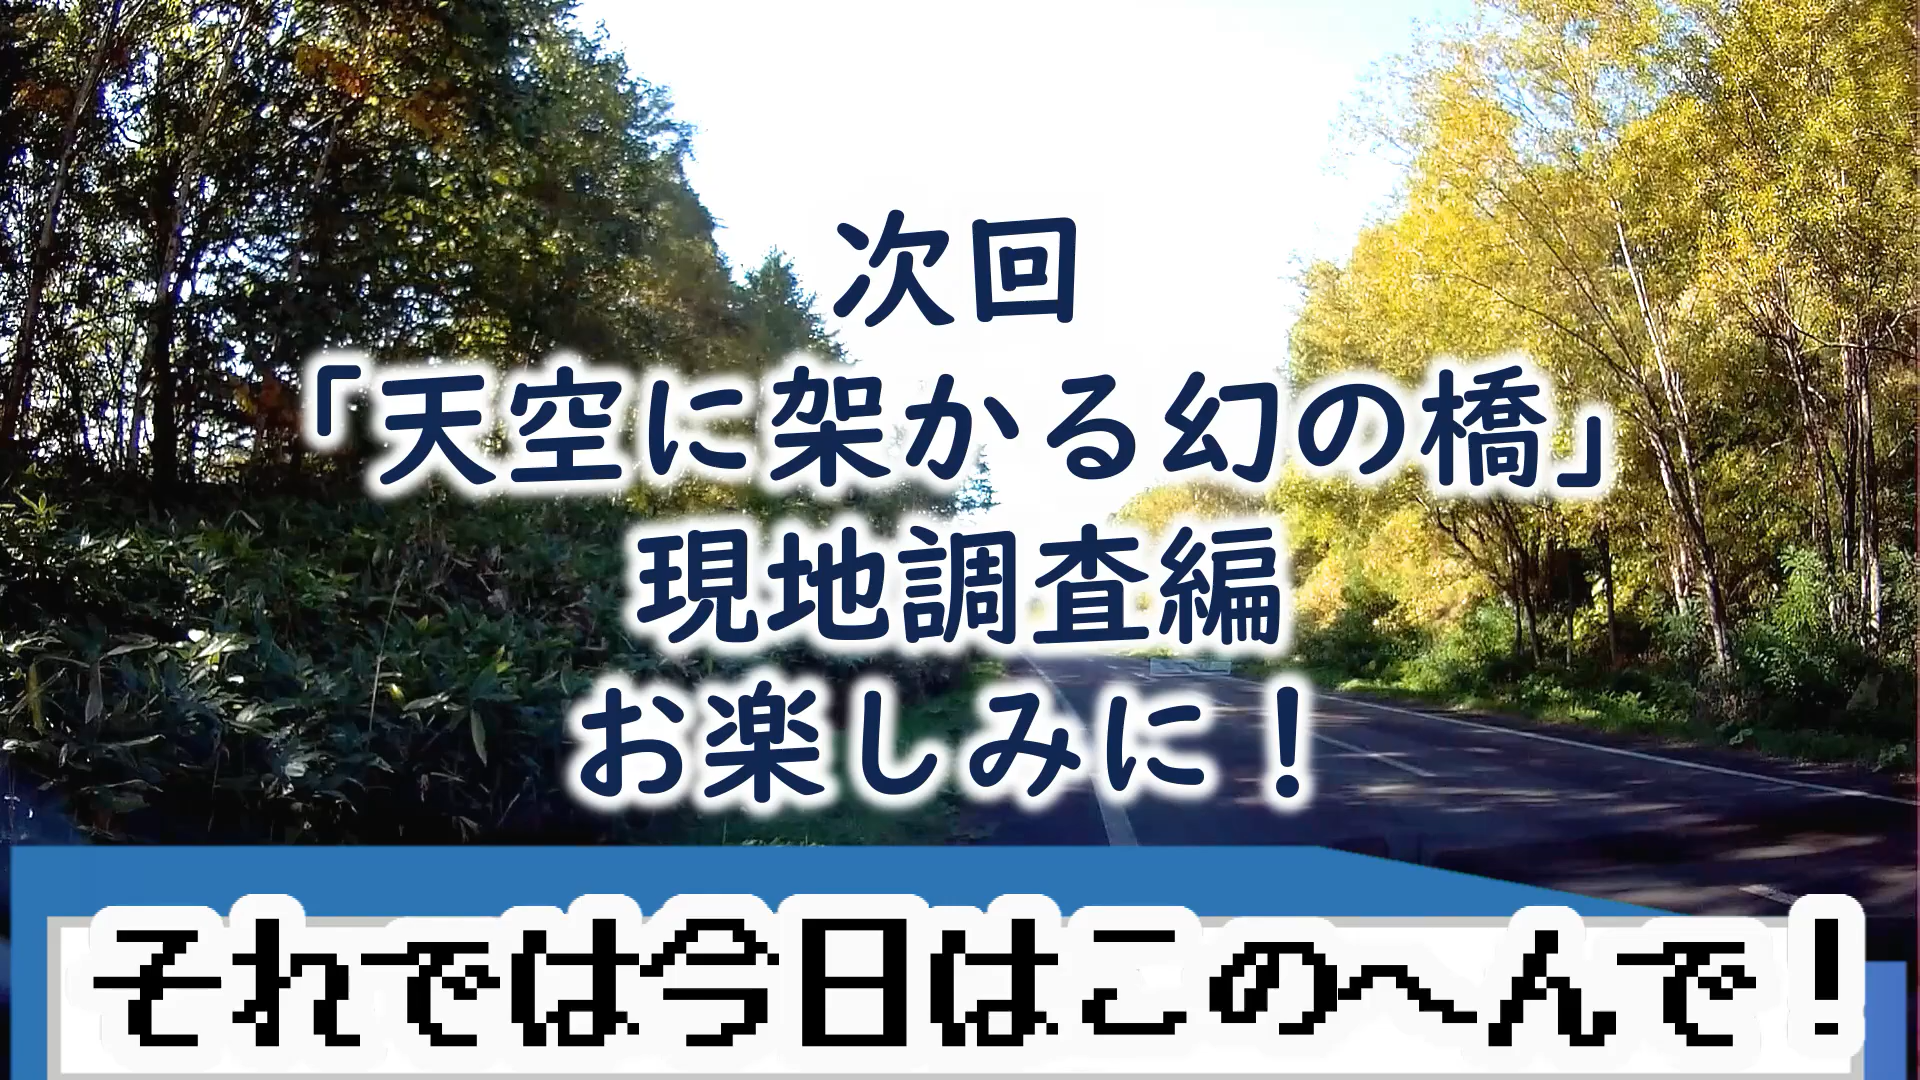 次回
「天空に架かる幻の橋」
現地調査編
お楽しみに！
それでは今日はこのへんで！